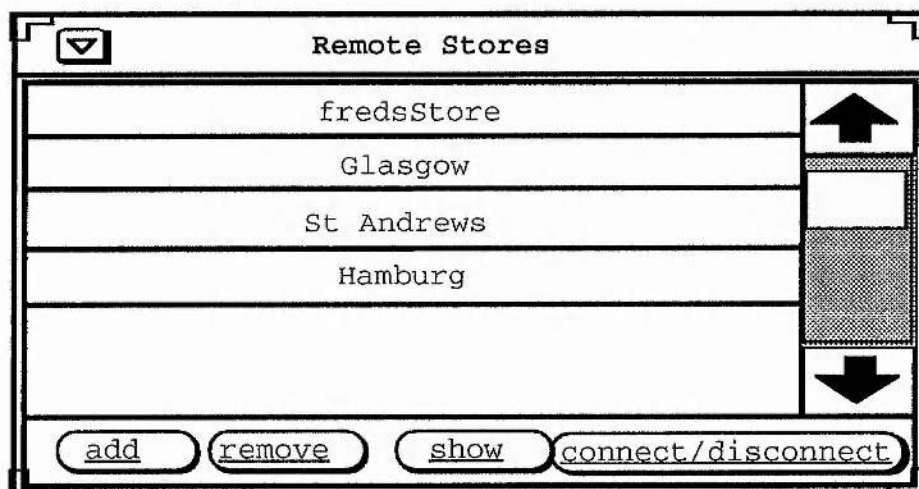 Remote Stores
fredsStore
Glasgow
St Andrews
Hamburg
add remove show connect/disconnect